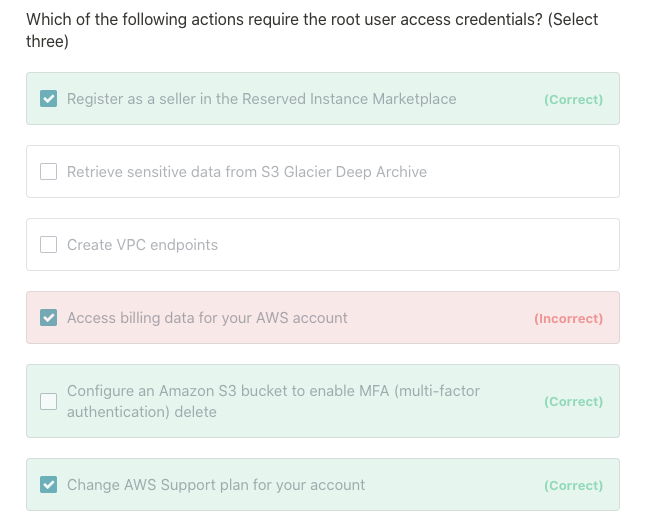 Which of the following actions require the root user access credentials? (Select
three)
Register as a seller in the Reserved Instance Marketplace (Correct)
Retrieve sensitive data from S3 Glacier Deep Archive
Create VPC endpoints
Access billing data for your AWS account (Incorrect)
Configure an Amazon S3 bucket to enable MFA (multi-factor
authentication) delete (Correct)
Change AWS Support plan for your account (Correct)